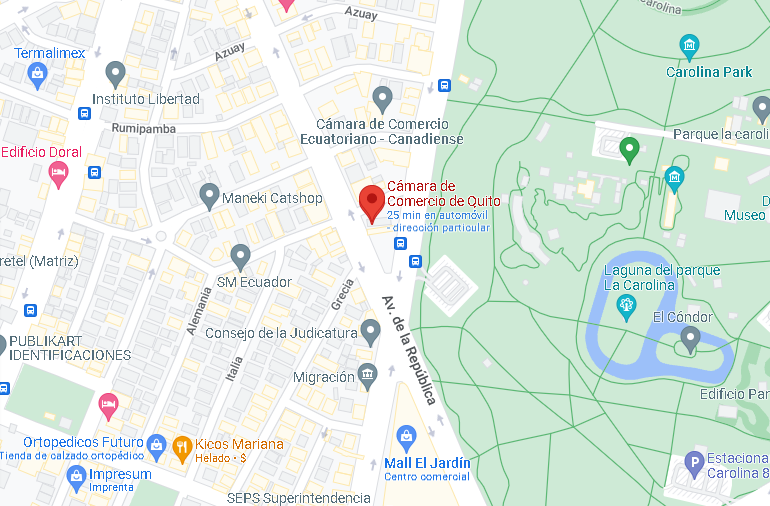 Carolina
Azuay
Azuay
Termalimex
Carolina Park
Instituto Libertad
Rumipamba
Cámara de Comercio
Ecuatoriano - Canadiense
Parque la caroli
Edificio Doral
Maneki Catshop
Cámara de
Comercio de Quito
25 min en automóvil
- dirección particular
D
Museo
retel (Matriz)
SM Ecuador
Laguna del parque
La Carolina
Alemania
Grecia
Av. de la República
El Cóndor
Consejo de la Judicatura
PUBLIKART
IDENTIFICACIONES
Italia
Migración
Edificio Par
Ortopedicos Futuro
Tienda de calzado ortopédico
Kicos Mariana
Helado • $
Mall El Jardín
Centro comercial
P
Estaciona
Carolina 8
Impresum
Imprenta
SEPS Superintendencia